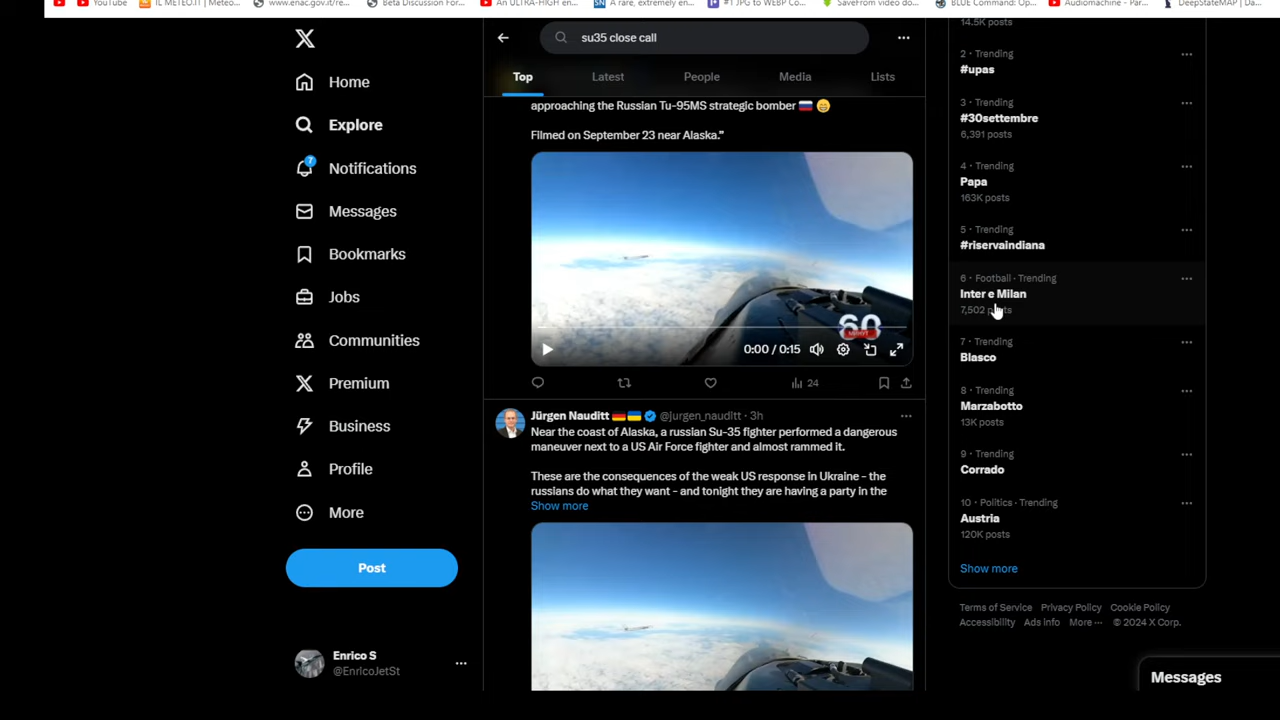 YouTube
IL METEO.IT | Meteo...
www.enac.gov.it/re...
Beta Discussion For...
An ULTRA-HIGH en...
A rare, extremely en...
#1 JPG to WEBP Co...
SaveFrom video do...
BLUE Command: Op...
Audiomachine - Par...
DeepStateMAP | Da...
X
Home
Explore
7
Notifications
Messages
Bookmarks
Jobs
Communities
Premium
Business
Profile
More
Post
Enrico S
@EnricoJetSt
su35 close call
Top
Latest
People
Media
Lists
approaching the Russian Tu-95MS strategic bomber 🇷🇺 😄
Filmed on September 23 near Alaska."
60
0:00 / 0:15
24
Jürgen Nauditt 🇩🇪🇺🇦 @jurgen_nauditt · 3h
Near the coast of Alaska, a russian Su-35 fighter performed a dangerous
maneuver next to a US Air Force fighter and almost rammed it.
These are the consequences of the weak US response in Ukraine - the
russians do what they want - and tonight they are having a party in the
Show more
14.5K posts
2 · Trending
#upas
3 · Trending
#30settembre
6,391 posts
4 · Trending
Papa
163K posts
5 · Trending
#riservaindiana
6 · Football · Trending
Inter e Milan
7,502 posts
7 · Trending
Blasco
8 · Trending
Marzabotto
13K posts
9 · Trending
Corrado
10 · Politics · Trending
Austria
120K posts
Show more
Terms of Service Privacy Policy Cookie Policy
Accessibility Ads info More ··· © 2024 X Corp.
Messages